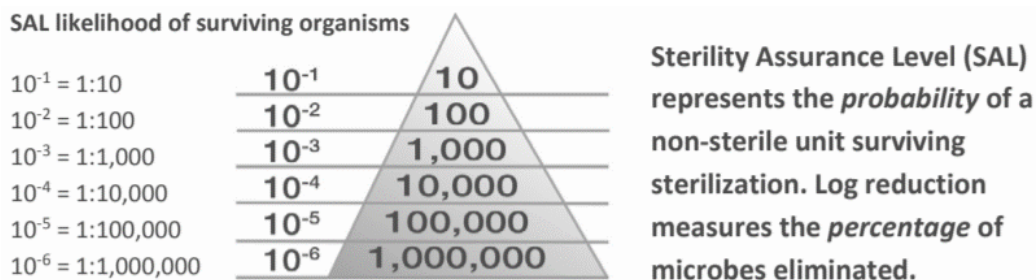 SAL likelihood of surviving organisms
10⁻¹ = 1:10
10⁻² = 1:100
10⁻³ = 1:1,000
10⁻⁴ = 1:10,000
10⁻⁵ = 1:100,000
10⁻⁶ = 1:1,000,000
10⁻¹ 10
10⁻² 100
10⁻³ 1,000
10⁻⁴ 10,000
10⁻⁵ 100,000
10⁻⁶ 1,000,000
Sterility Assurance Level (SAL)
represents the probability of a
non-sterile unit surviving
sterilization. Log reduction
measures the percentage of
microbes eliminated.